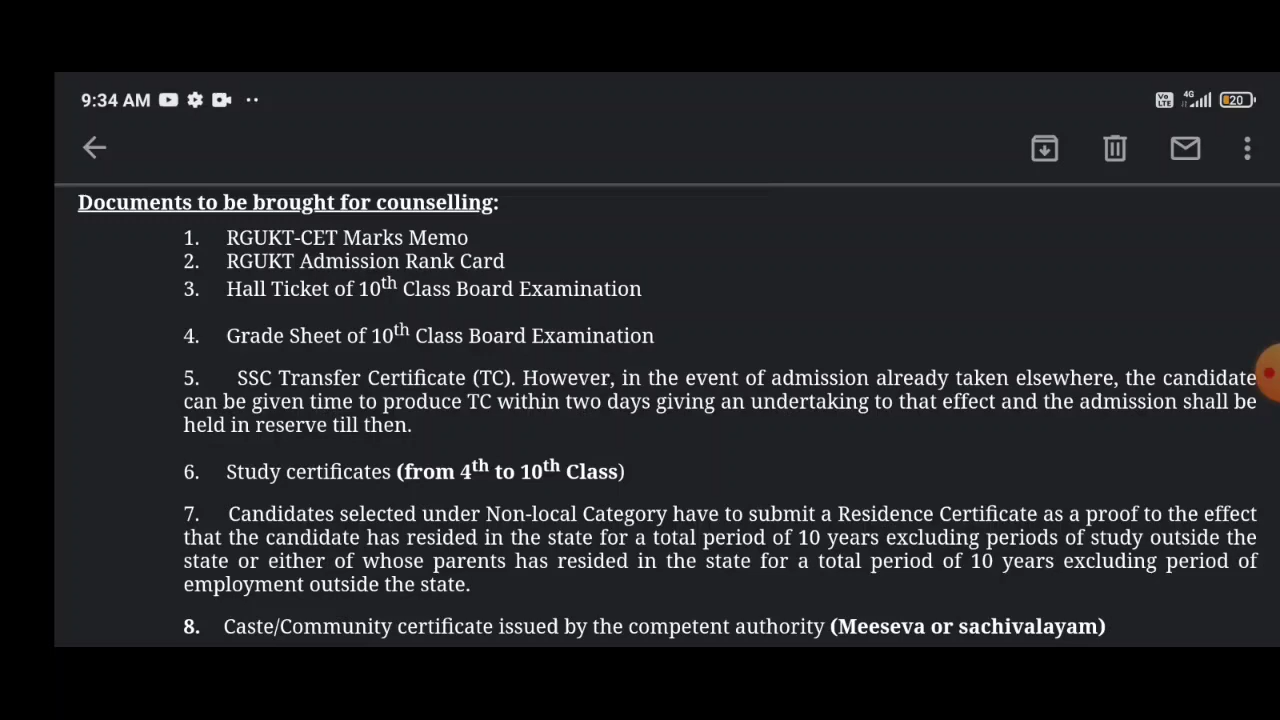 9:34 AM
VoLTE 4G 20
Documents to be brought for counselling:
1. RGUKT-CET Marks Memo
2. RGUKT Admission Rank Card
3. Hall Ticket of 10th Class Board Examination
4. Grade Sheet of 10th Class Board Examination
5. SSC Transfer Certificate (TC). However, in the event of admission already taken elsewhere, the candidate
can be given time to produce TC within two days giving an undertaking to that effect and the admission shall be
held in reserve till then.
6. Study certificates (from 4th to 10th Class)
7. Candidates selected under Non-local Category have to submit a Residence Certificate as a proof to the effect
that the candidate has resided in the state for a total period of 10 years excluding periods of study outside the
state or either of whose parents has resided in the state for a total period of 10 years excluding period of
employment outside the state.
8. Caste/Community certificate issued by the competent authority (Meeseva or sachivalayam)